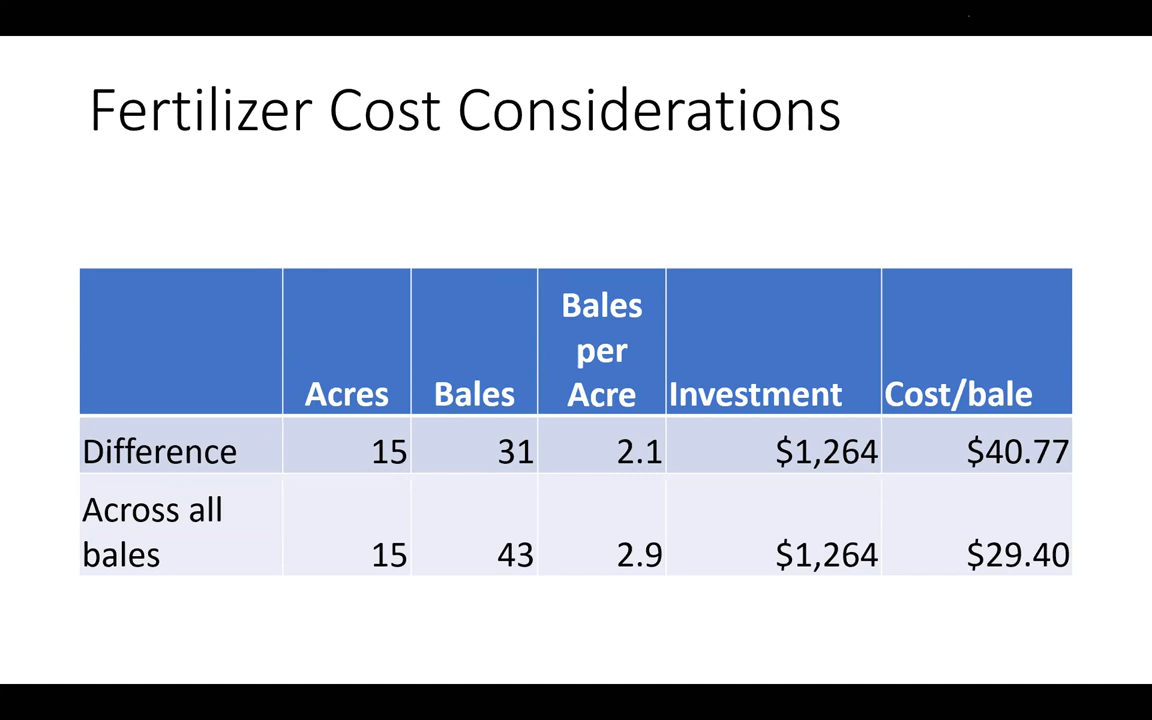 Fertilizer Cost Considerations
Bales
per
Acres Bales Acre Investment Cost/bale
Difference 15 31 2.1 $1,264 $40.77
Across all
bales 15 43 2.9 $1,264 $29.40